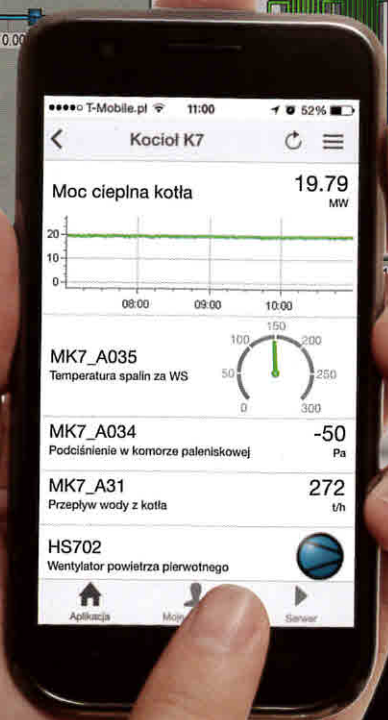 0.00
T-Mobile.pl 11:00 52%
Kocioł K7
Moc cieplna kotła 19.79
MW
20
10
0
08:00 09:00 10:00
MK7_A035
Temperatura spalin za WS
0 50 100 150 200 250 300
MK7_A034 -50
Podciśnienie w komorze paleniskowej Pa
MK7_A31 272
Przepływ wody z kotła t/h
HS702
Wentylator powietrza pierwotnego
Aplikacja Serwer